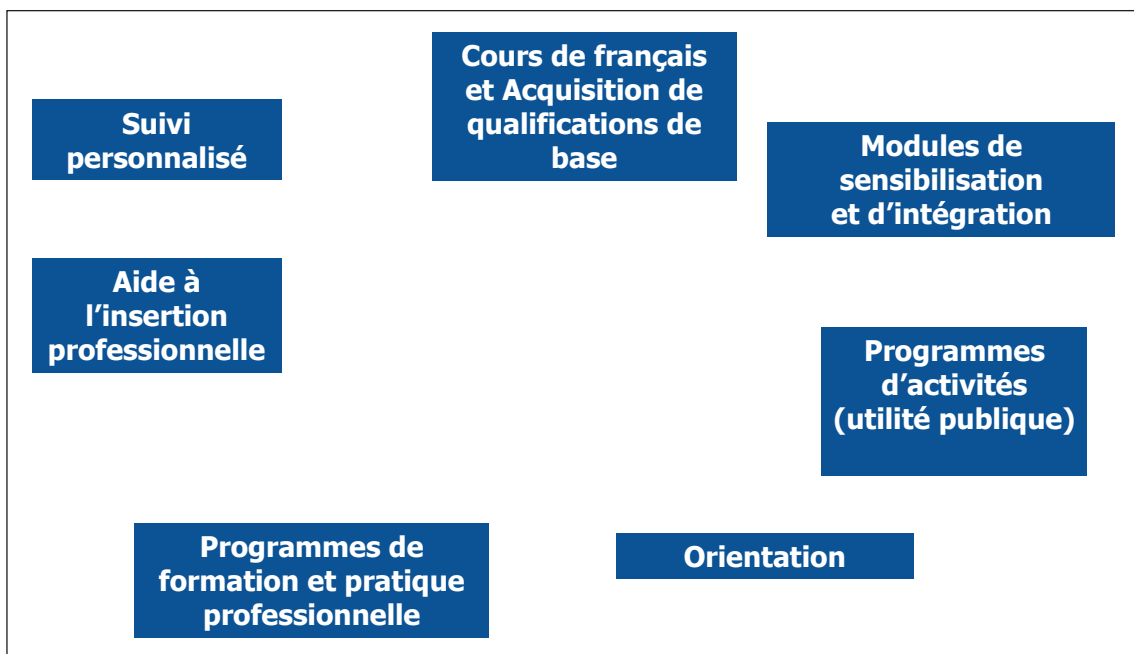 Cours de français
et Acquisition de
qualifications de
base
Suivi
personnalisé
Modules de
sensibilisation
et d’intégration
Aide à
l’insertion
professionnelle
Programmes
d’activités
(utilité publique)
Programmes de
formation et pratique
professionnelle
Orientation